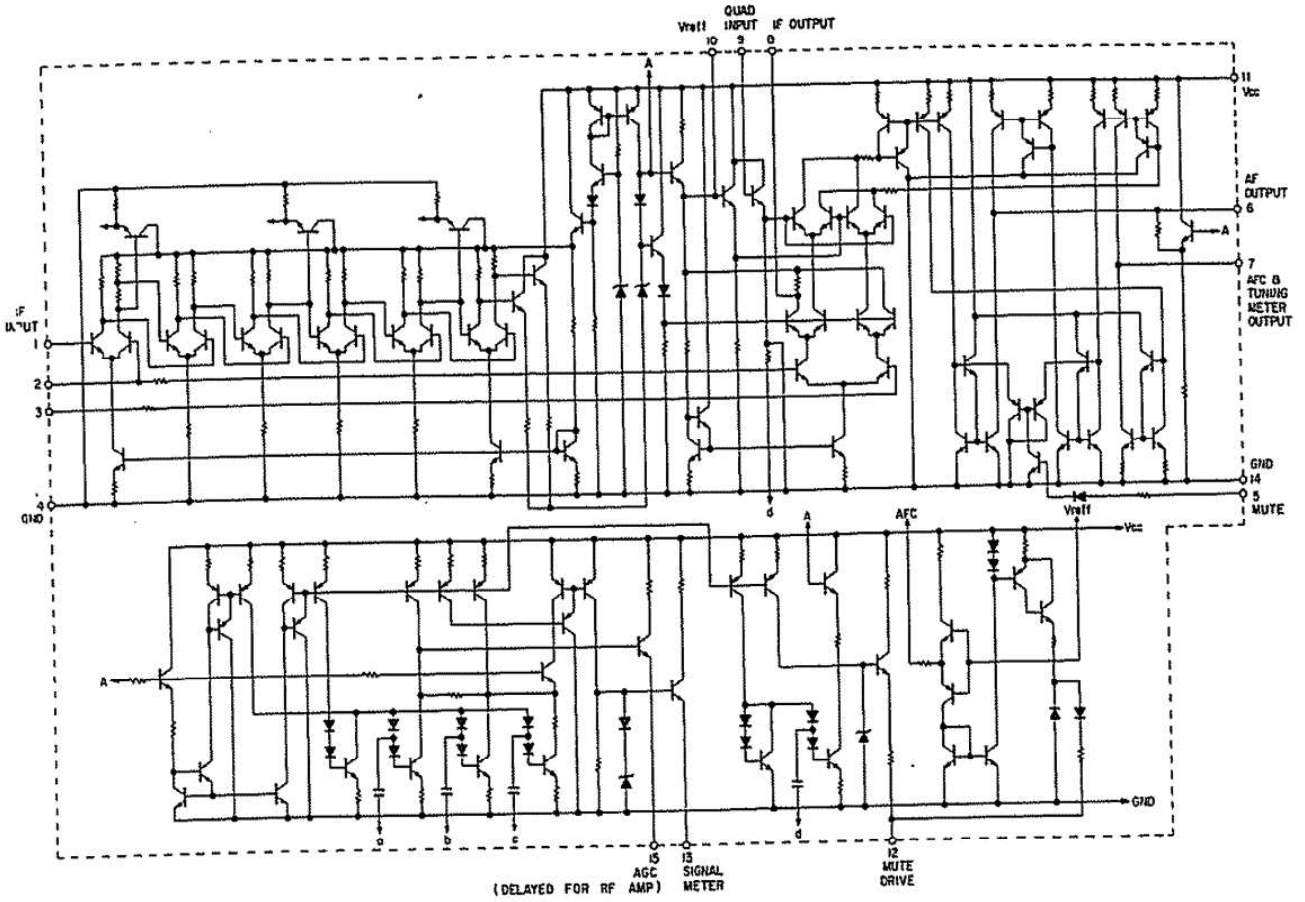 QUAD
Vreff INPUT IF OUTPUT
10 9 8
A
11
Vcc
AF
OUTPUT
6
A
7
AFC &
TUNING
METER
OUTPUT
IF
INPUT
1
2
3
4
GND
GND
14
5
MUTE
d
Vreff
AFC
A
Vcc
A
GND
a b c d
15 13 12
AGC SIGNAL MUTE
(DELAYED FOR RF AMP) METER DRIVE